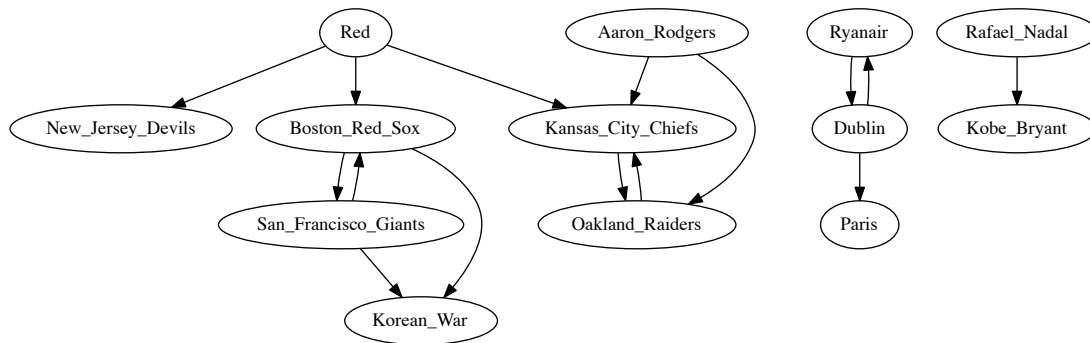 Red
Aaron_Rodgers
Ryanair
Rafael_Nadal
New_Jersey_Devils
Boston_Red_Sox
Kansas_City_Chiefs
Dublin
Kobe_Bryant
San_Francisco_Giants
Oakland_Raiders
Paris
Korean_War